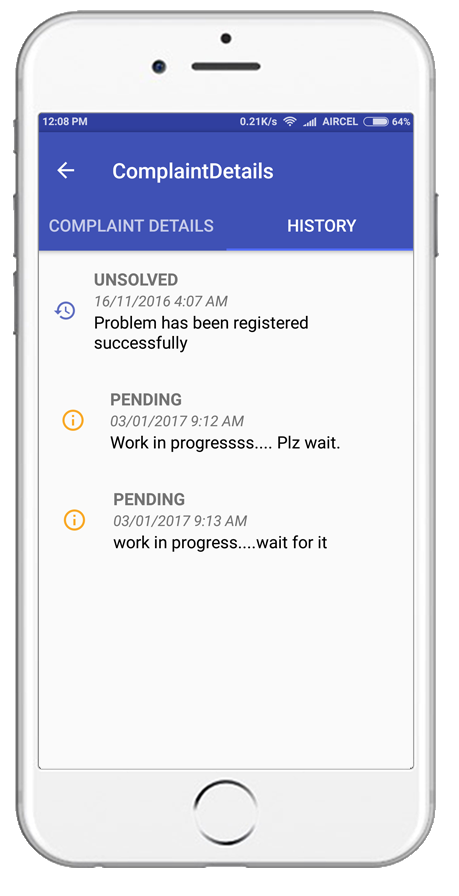 12:08 PM 0.21K/s AIRCEL 64%
ComplaintDetails
COMPLAINT DETAILS HISTORY
UNSOLVED
16/11/2016 4:07 AM
Problem has been registered
successfully
PENDING
03/01/2017 9:12 AM
Work in progressss.... Plz wait.
PENDING
03/01/2017 9:13 AM
work in progress....wait for it